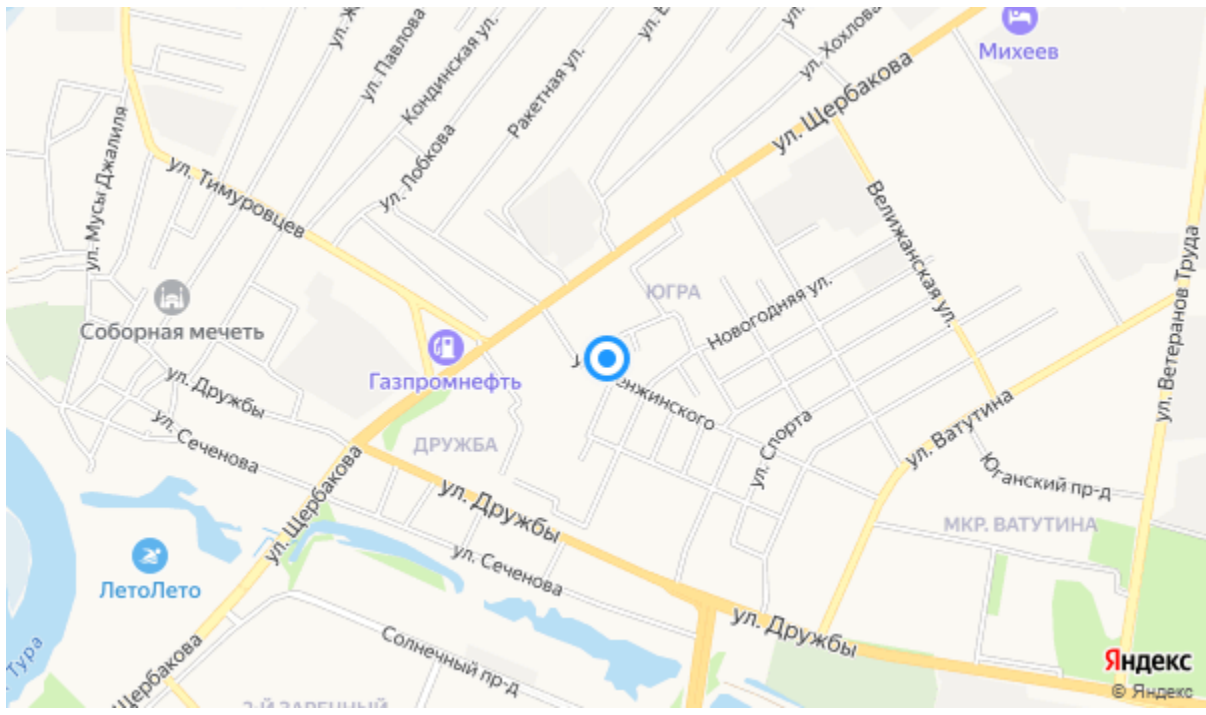 Михеев
ул. Павлова
Кондинская ул.
Ракетная ул.
ул. Хохлова
ул. Щербакова
ул. Лобкова
ул. Мусы Джалиля
ул. Тимуровцев
Велижанская ул.
ул. Ветеранов Труда
Соборная мечеть
ЮГРА
Новогодняя ул.
Газпромнефть
ул. Дружбы
ул. Сеченова
ДРУЖБА
ул. Спорта
ул. Ватутина
Юганский пр-д
ул. Щербакова
ул. Дружбы
МКР. ВАТУТИНА
ЛетоЛето
ул. Сеченова
ул. Дружбы
Солнечный пр-д
Щербакова
Тура
2-Й ЗАРЕЧНЫЙ
Яндекс
© Яндекс